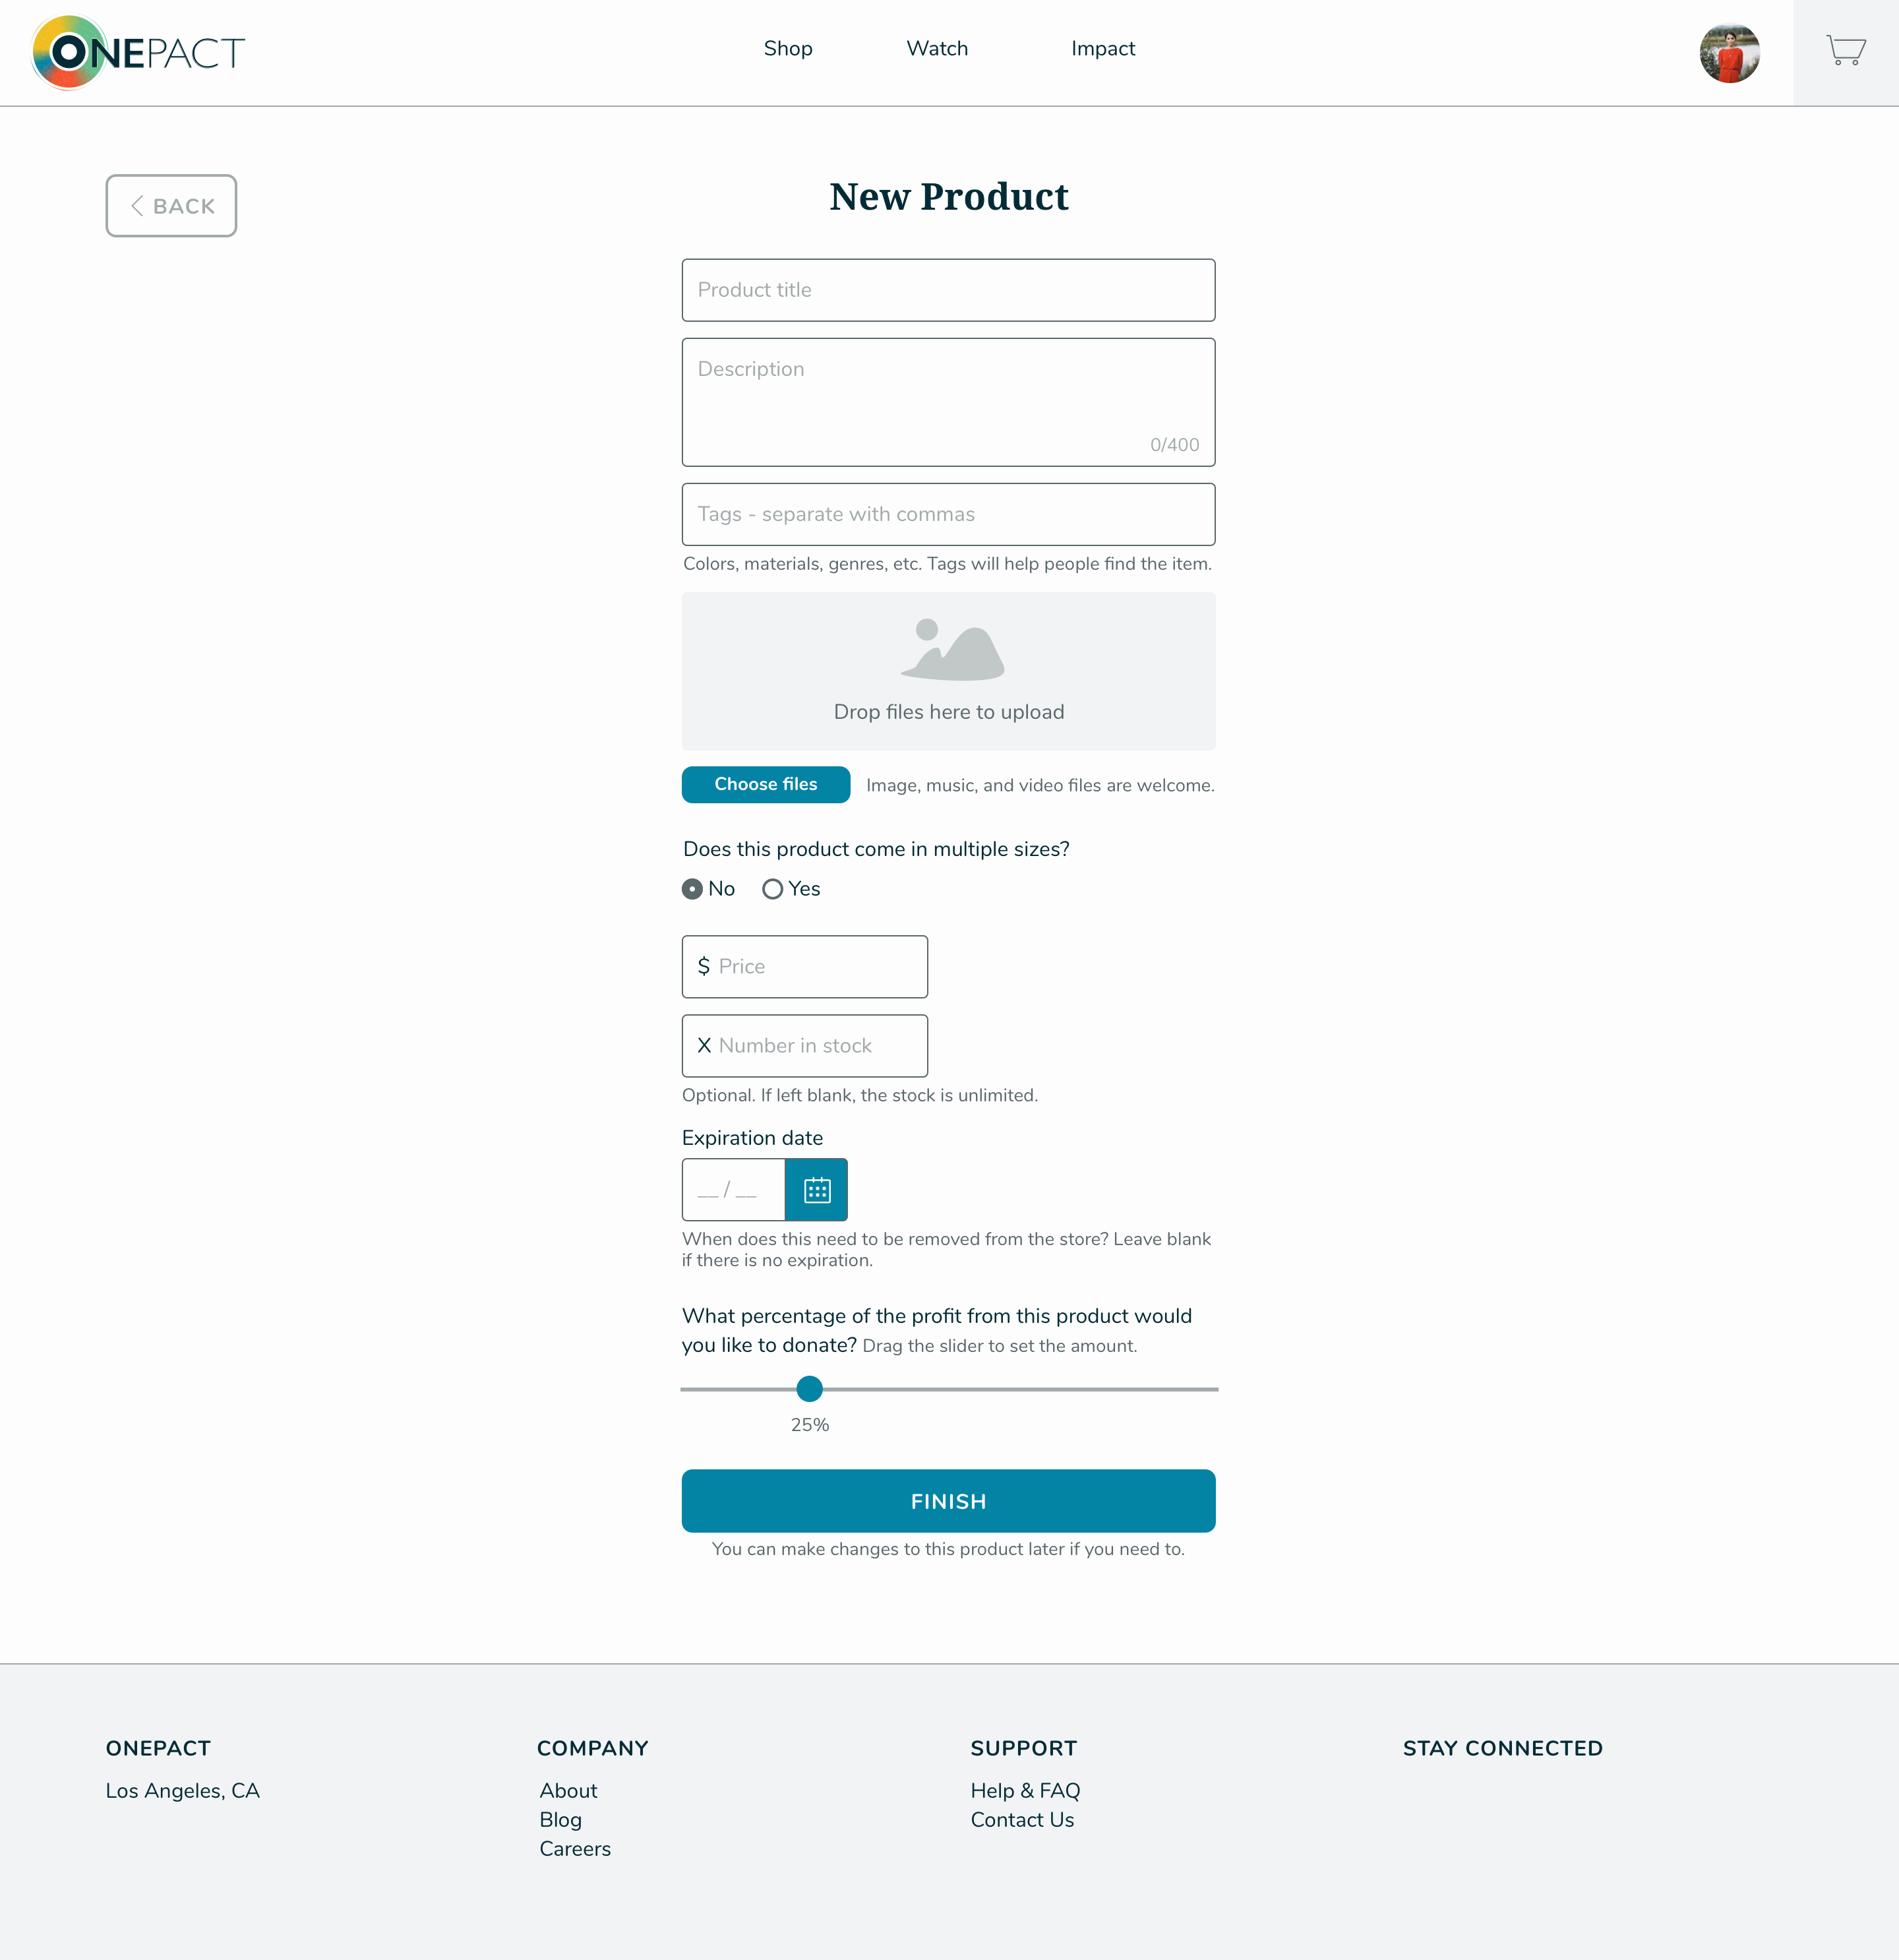 ONEPACT
Shop
Watch
Impact
BACK
New Product
Product title
Description
0/400
Tags - separate with commas
Colors, materials, genres, etc. Tags will help people find the item.
Drop files here to upload
Choose files
Image, music, and video files are welcome.
Does this product come in multiple sizes?
No
Yes
$ Price
X Number in stock
Optional. If left blank, the stock is unlimited.
Expiration date
__ / __
When does this need to be removed from the store? Leave blank
if there is no expiration.
What percentage of the profit from this product would
you like to donate? Drag the slider to set the amount.
25%
FINISH
You can make changes to this product later if you need to.
ONEPACT
Los Angeles, CA
COMPANY
About
Blog
Careers
SUPPORT
Help & FAQ
Contact Us
STAY CONNECTED